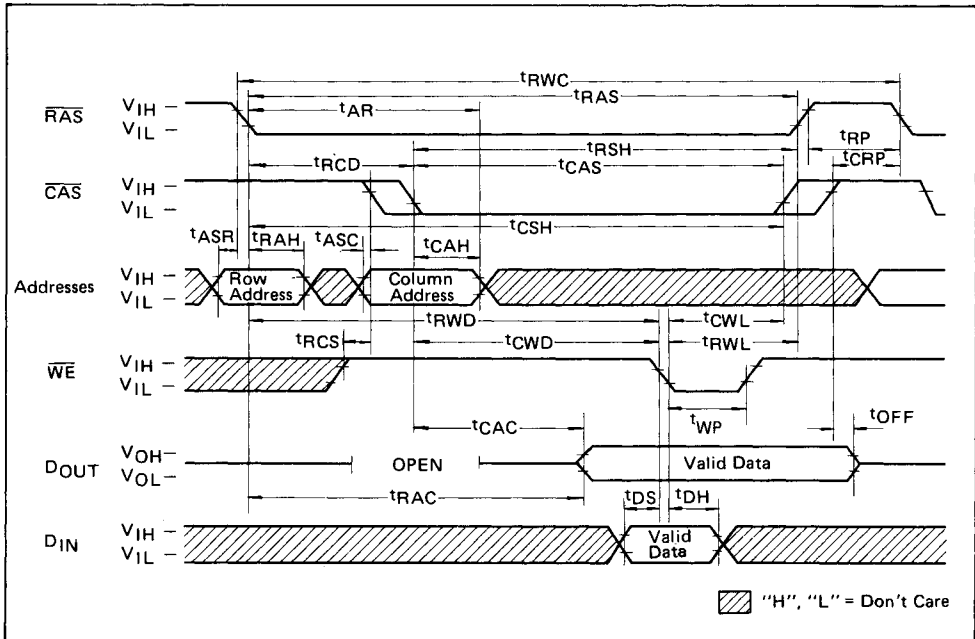 tRWC
tRAS
tAR
RAS
VIH
VIL
tRP
tRSH
tCRP
tRCD
tCAS
CAS
VIH
VIL
tCSH
tASR
tRAH
tASC
tCAH
Addresses
VIH
VIL
Row
Address
Column
Address
tRWD
tCWL
tRCS
tCWD
tRWL
WE
VIH
VIL
tWP
tOFF
tCAC
DOUT
VOH
VOL
OPEN
Valid Data
tRAC
tDS
tDH
DIN
VIH
VIL
Valid
Data
"H", "L" = Don't Care